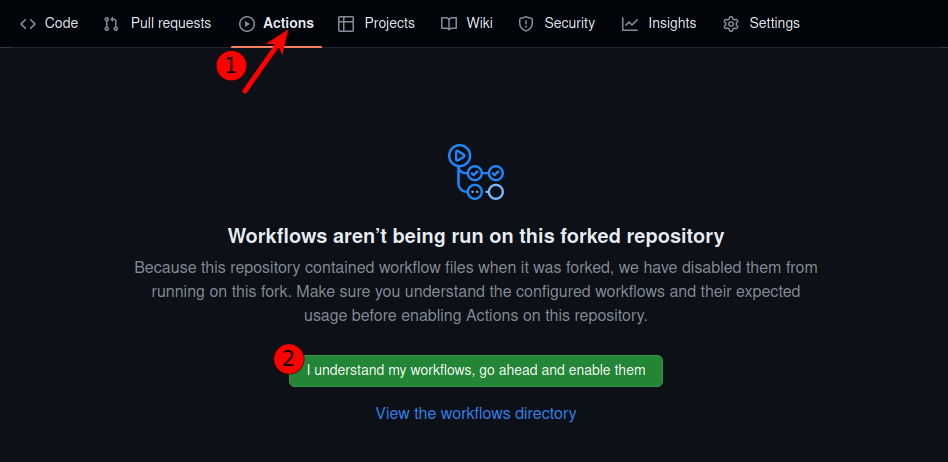 Code Pull requests Actions Projects Wiki Security Insights Settings
1
Workflows aren’t being run on this forked repository
Because this repository contained workflow files when it was forked, we have disabled them from
running on this fork. Make sure you understand the configured workflows and their expected
usage before enabling Actions on this repository.
2
I understand my workflows, go ahead and enable them
View the workflows directory